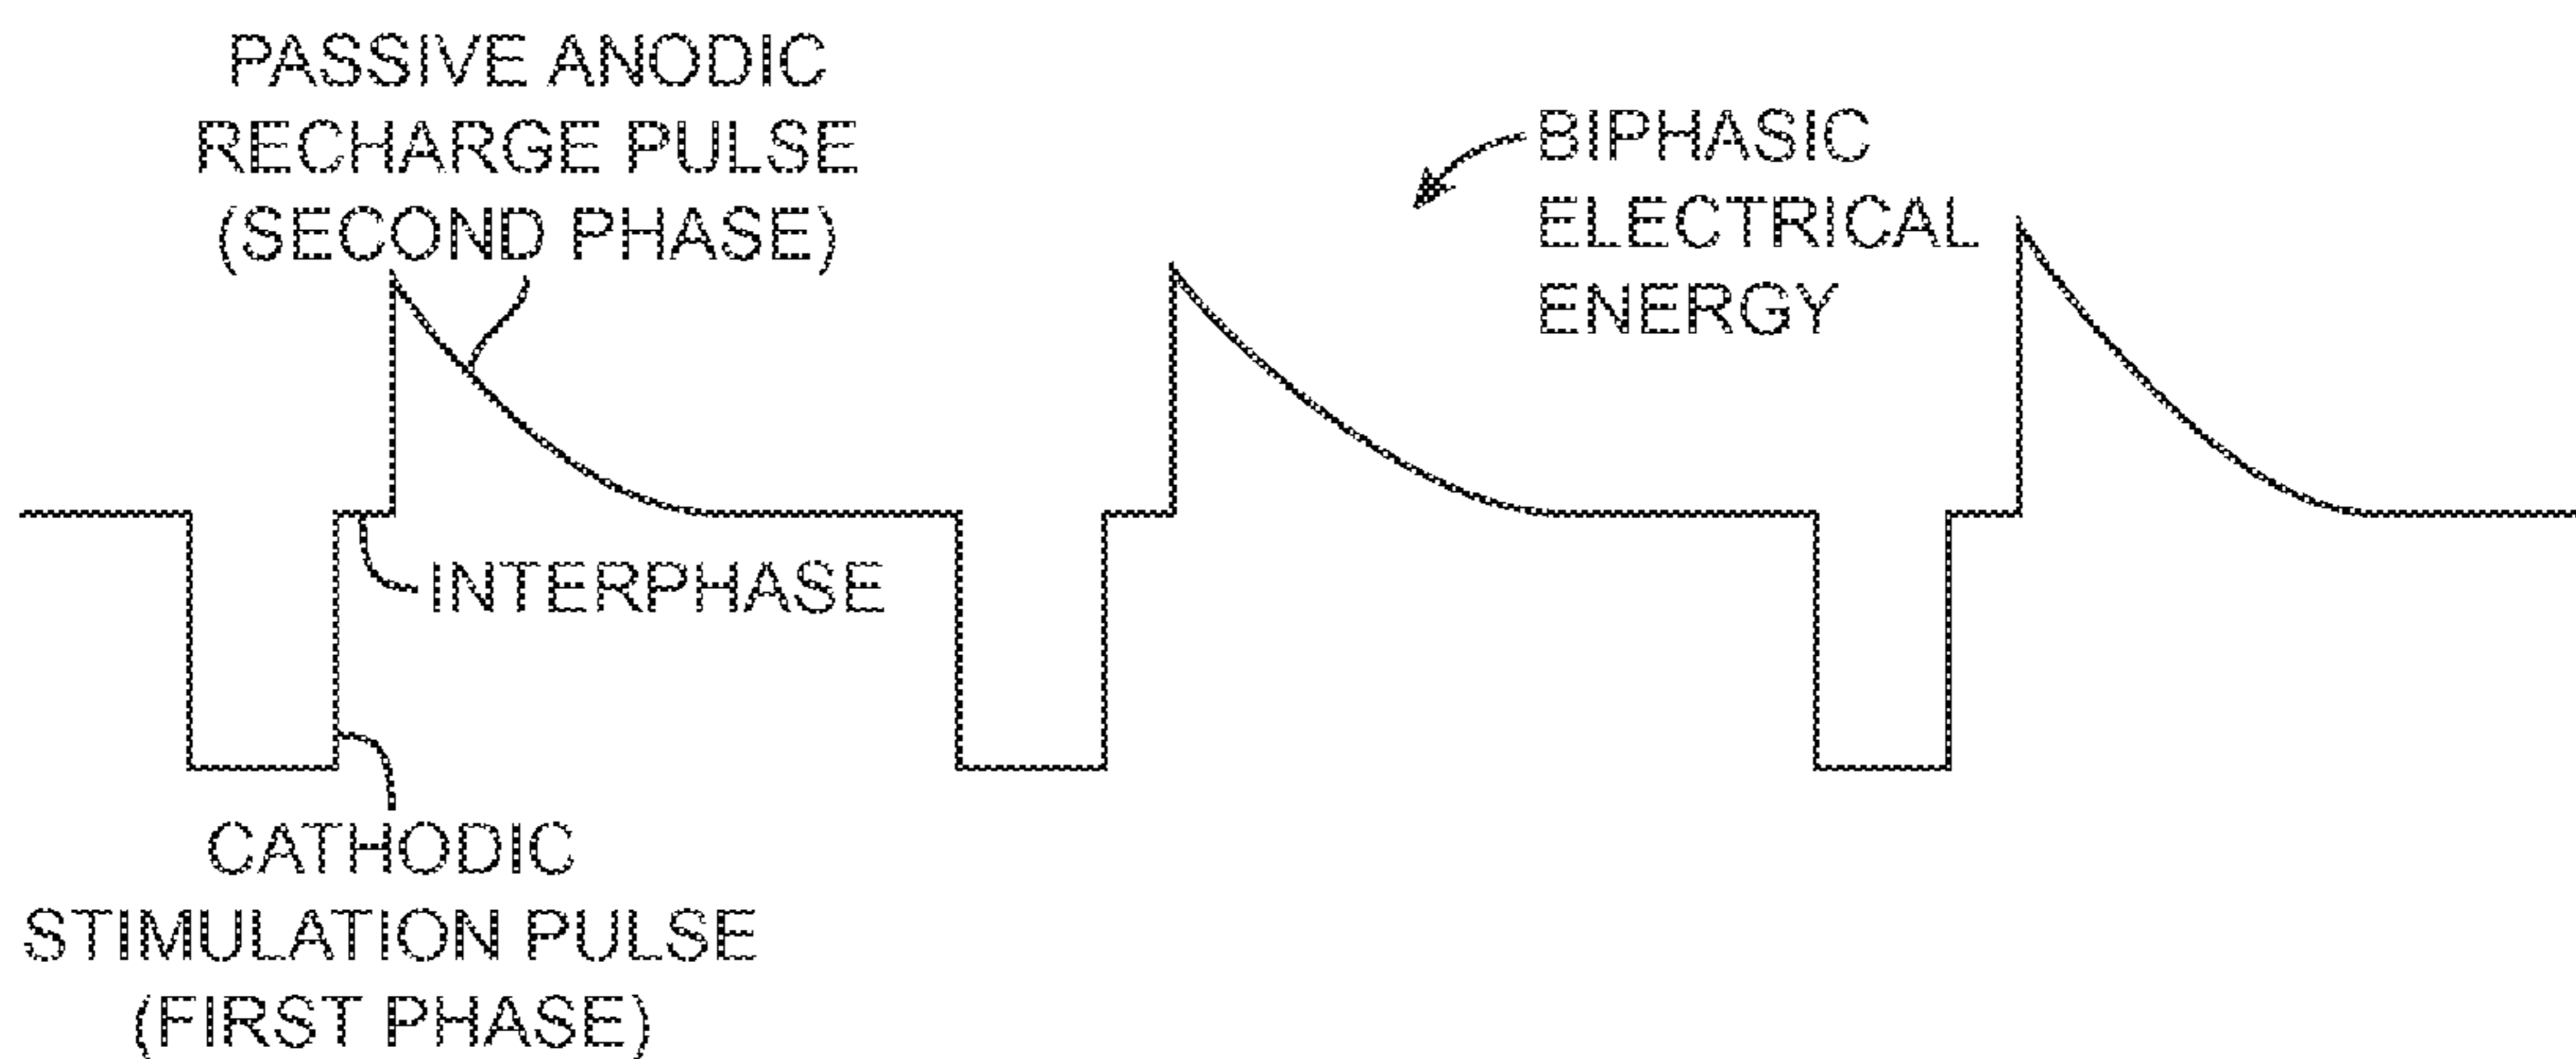 PASSIVE ANODIC
RECHARGE PULSE
(SECOND PHASE)
BIPHASIC
ELECTRICAL
ENERGY
INTERPHASE
CATHODIC
STIMULATION PULSE
(FIRST PHASE)